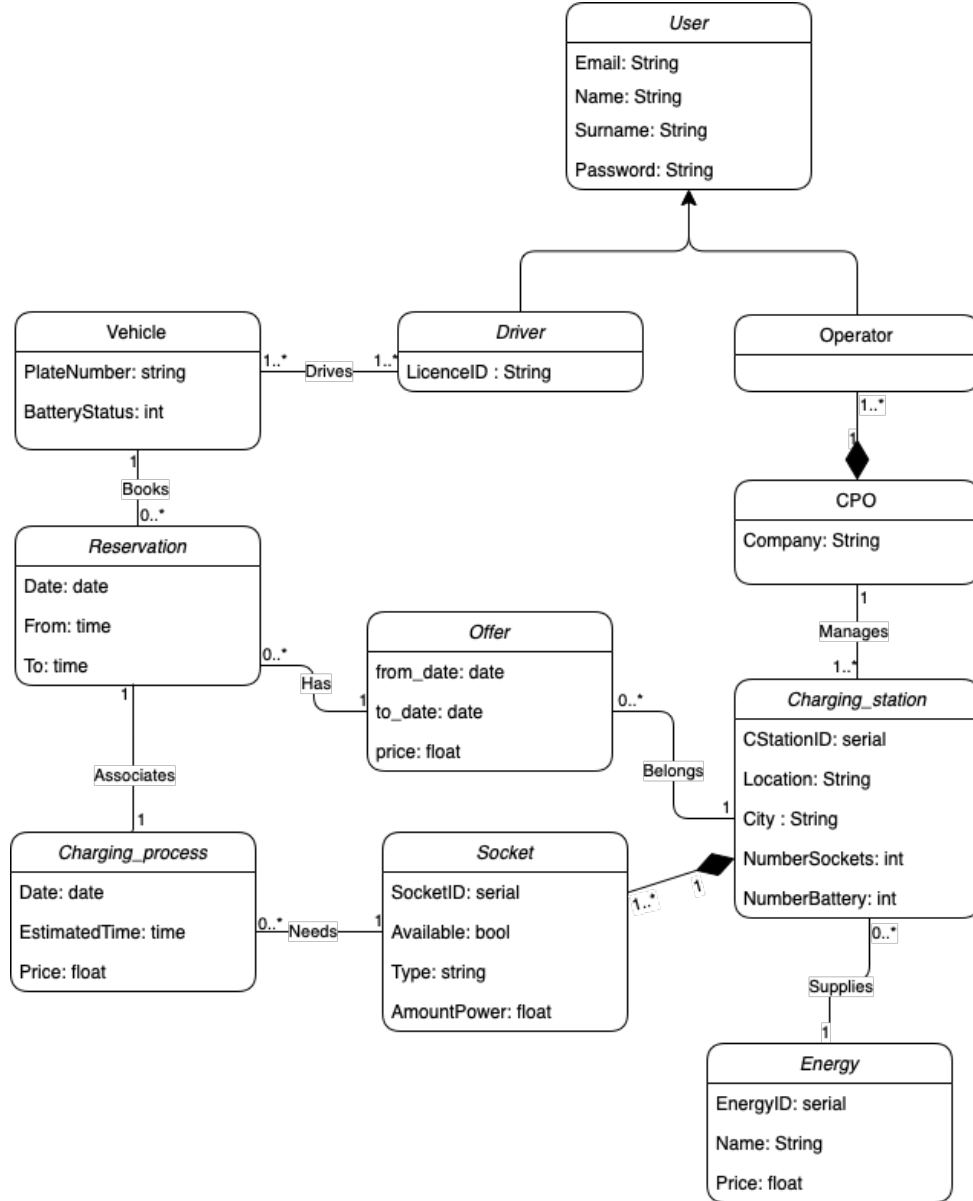 User
Email: String
Name: String
Surname: String
Password: String
Vehicle
PlateNumber: string
BatteryStatus: int
1..*
Drives
1..*
Driver
LicenceID : String
Operator
1..*
1
CPO
Company: String
1
Books
0..*
Reservation
Date: date
From: time
To: time
0..*
Has
1
Offer
from_date: date
to_date: date
price: float
1
Manages
1..*
0..*
Belongs
1
Charging_station
CStationID: serial
Location: String
City : String
NumberSockets: int
NumberBattery: int
1
Associates
1
Charging_process
Date: date
EstimatedTime: time
Price: float
0..*
Needs
1
Socket
SocketID: serial
Available: bool
Type: string
AmountPower: float
1..*
1
0..*
Supplies
1
Energy
EnergyID: serial
Name: String
Price: float